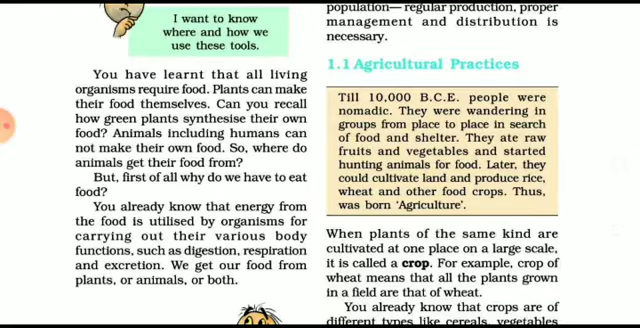 I want to know
where and how we
use these tools.
You have learnt that all living
organisms require food. Plants can make
their food themselves. Can you recall
how green plants synthesise their own
food? Animals including humans can
not make their own food. So, where do
animals get their food from?
But, first of all why do we have to eat
food?
You already know that energy from
the food is utilised by organisms for
carrying out their various body
functions, such as digestion, respiration
and excretion. We get our food from
plants, or animals, or both.
population— regular production, proper
management and distribution is
necessary.
1.1 Agricultural Practices
Till 10,000 B.C.E. people were
nomadic. They were wandering in
groups from place to place in search
of food and shelter. They ate raw
fruits and vegetables and started
hunting animals for food. Later, they
could cultivate land and produce rice,
wheat and other food crops. Thus,
was born 'Agriculture'.
When plants of the same kind are
cultivated at one place on a large scale,
it is called a crop. For example, crop of
wheat means that all the plants grown
in a field are that of wheat.
You already know that crops are of
different types like cereals, vegetables